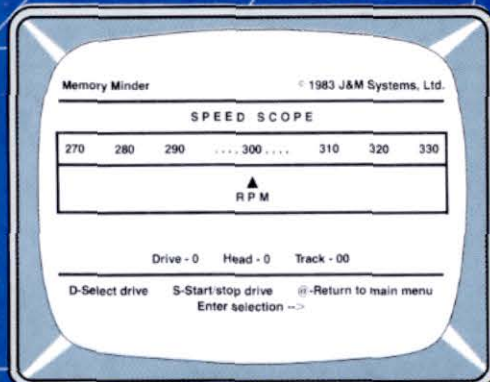 Memory Minder © 1983 J&M Systems, Ltd.
SPEED SCOPE
270 280 290 ....300.... 310 320 330
RPM
Drive - 0 Head - 0 Track - 00
D-Select drive S-Start/stop drive @-Return to main menu
Enter selection -->